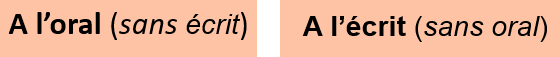 A l'oral (sans écrit)
A l'écrit (sans oral)